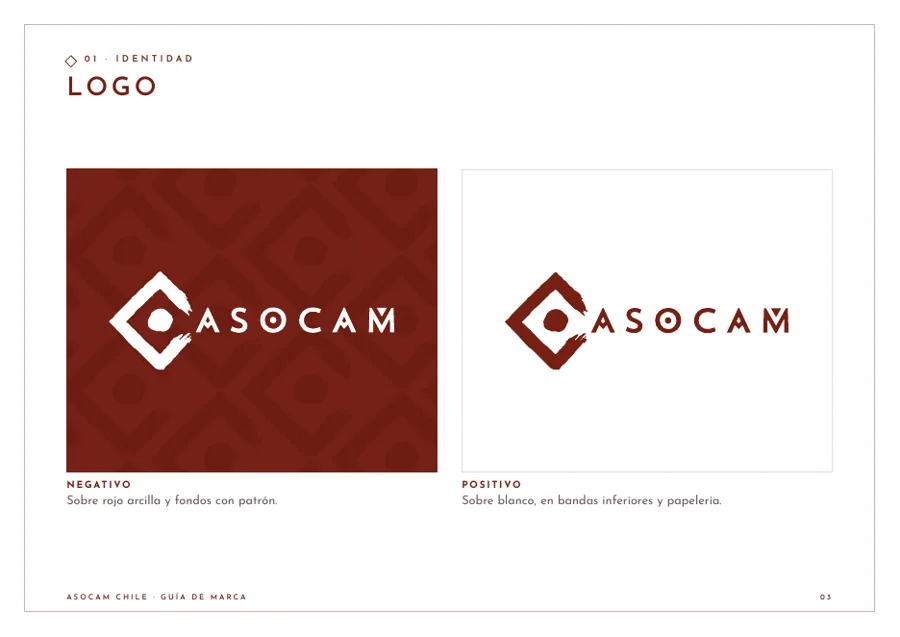 01 · IDENTIDAD
LOGO
ASOCAM
ASOCAM
NEGATIVO
Sobre rojo arcilla y fondos con patrón.
POSITIVO
Sobre blanco, en bandas inferiores y papelería.
ASOCAM CHILE · GUÍA DE MARCA
03